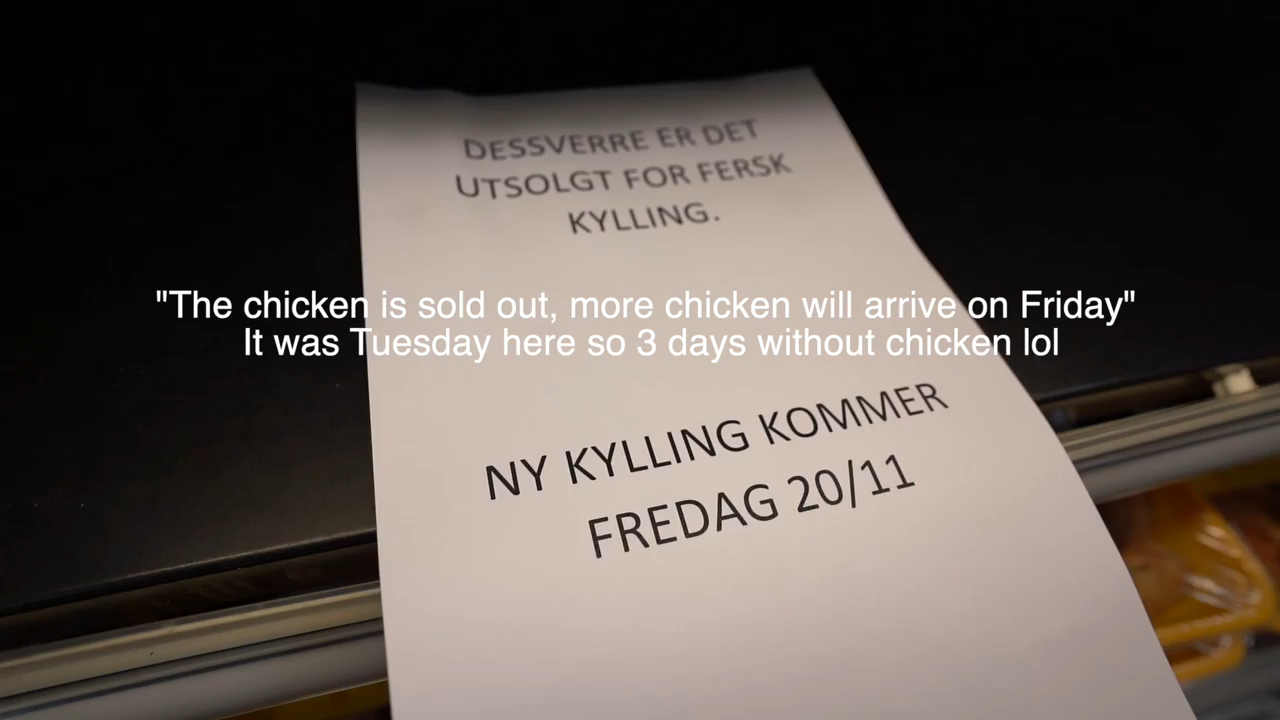 DESSVERRE ER DET
UTSOLGT FOR FERSK
KYLLING.
"The chicken is sold out, more chicken will arrive on Friday"
It was Tuesday here so 3 days without chicken lol
NY KYLLING KOMMER
FREDAG 20/11